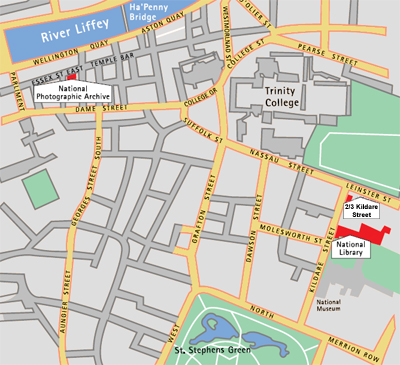 River Liffey
Ha'Penny
Bridge
ASTON QUAY
WELLINGTON QUAY
ESSEX ST EAST
TEMPLE BAR
PARLIMENT
National
Photographic Archive
DAME STREET
COLLEGE GR
WESTMORLAND ST
D'OLIER ST
COLLEGE ST
PEARSE STREET
Trinity
College
SUFFOLK ST
NASSAU STREET
LEINSTER ST
2/3 Kildare
Street
GEORGES STREET SOUTH
GRAFTON STREET
DAWSON STREET
MOLESWORTH ST
National
Library
KILDARE STREET
AUNGIER STREET
National
Museum
WEST
NORTH
St. Stephens Green
MERRION ROW